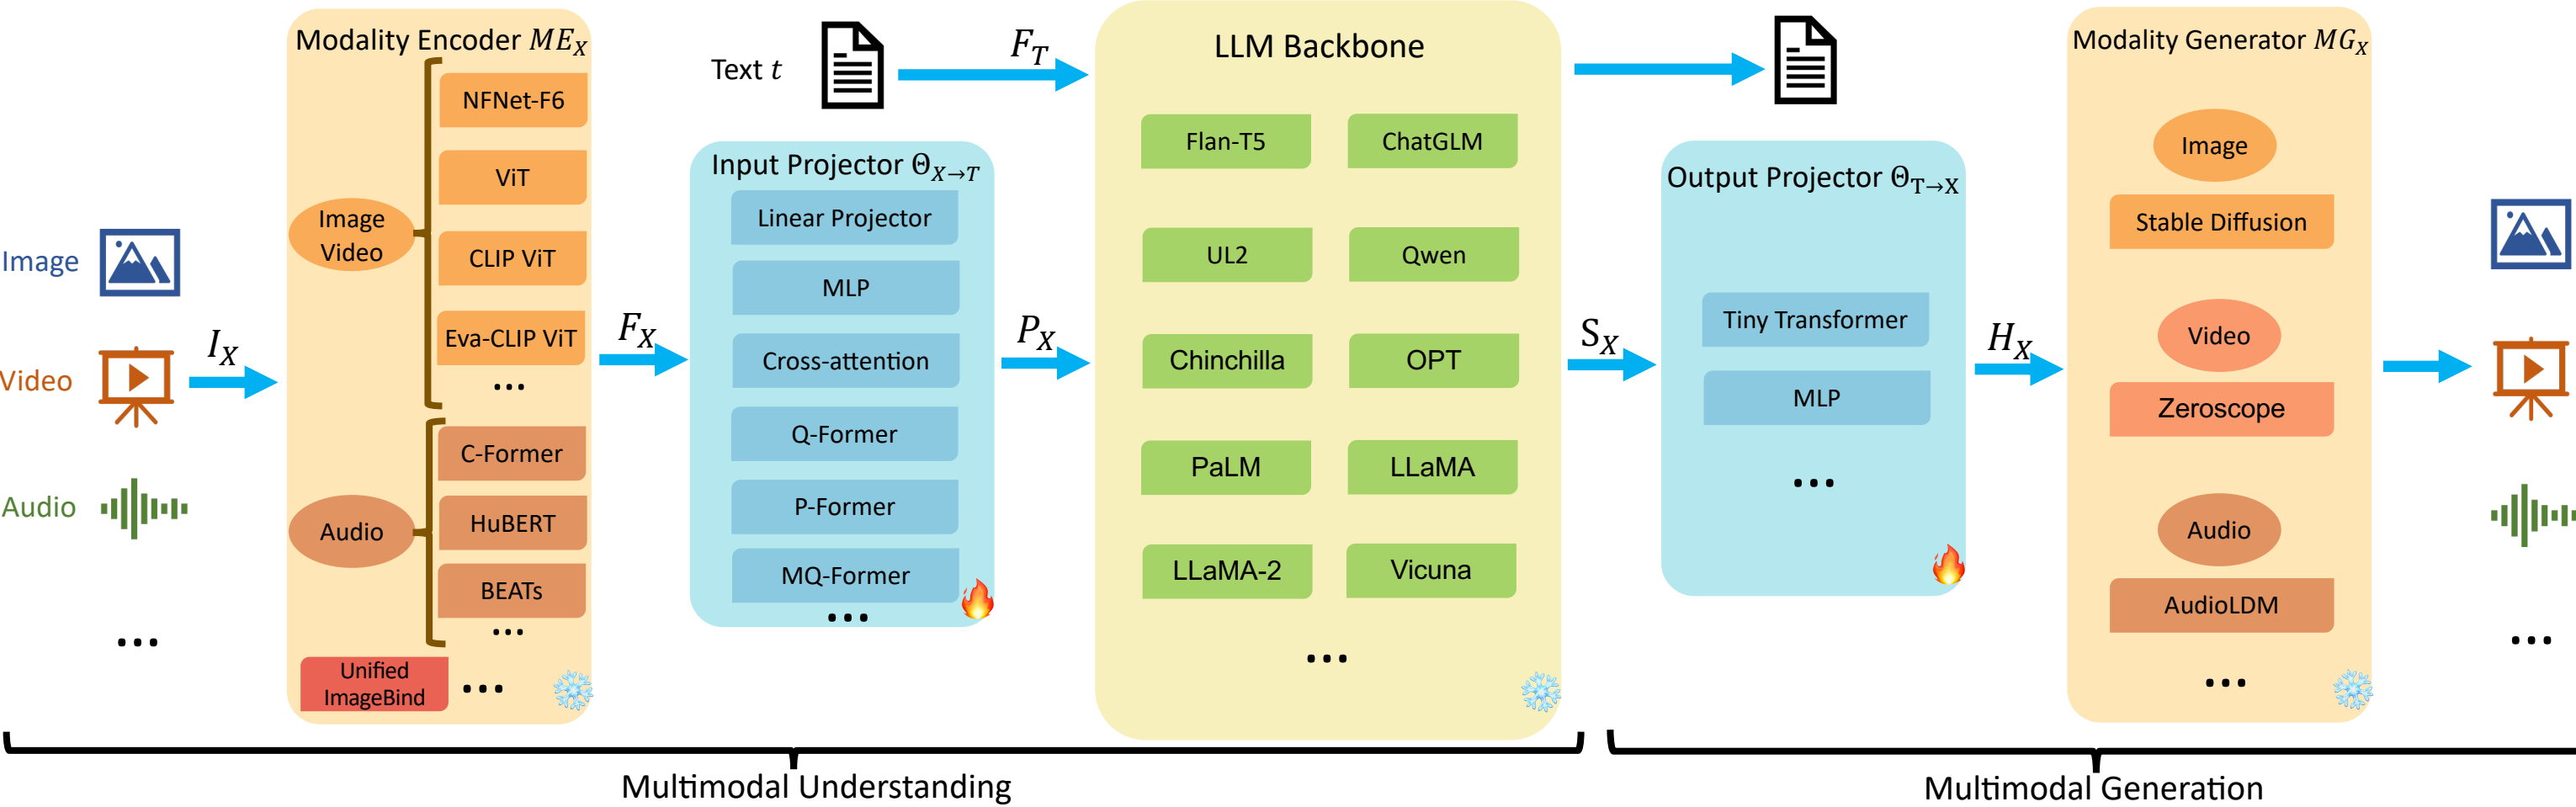 Image
Video
Audio
...
I_X
Modality Encoder ME_X
Image
Video
NFNet-F6
ViT
CLIP ViT
Eva-CLIP ViT
...
Audio
C-Former
HuBERT
BEATs
...
Unified
ImageBind
...
F_X
Text t
F_T
Input Projector Θ_{X→T}
Linear Projector
MLP
Cross-attention
Q-Former
P-Former
MQ-Former
...
P_X
LLM Backbone
Flan-T5
ChatGLM
UL2
Qwen
Chinchilla
OPT
PaLM
LLaMA
LLaMA-2
Vicuna
...
S_X
Output Projector Θ_{T→X}
Tiny Transformer
MLP
...
H_X
Modality Generator MG_X
Image
Stable Diffusion
Video
Zeroscope
Audio
AudioLDM
...
...
Multimodal Understanding
Multimodal Generation